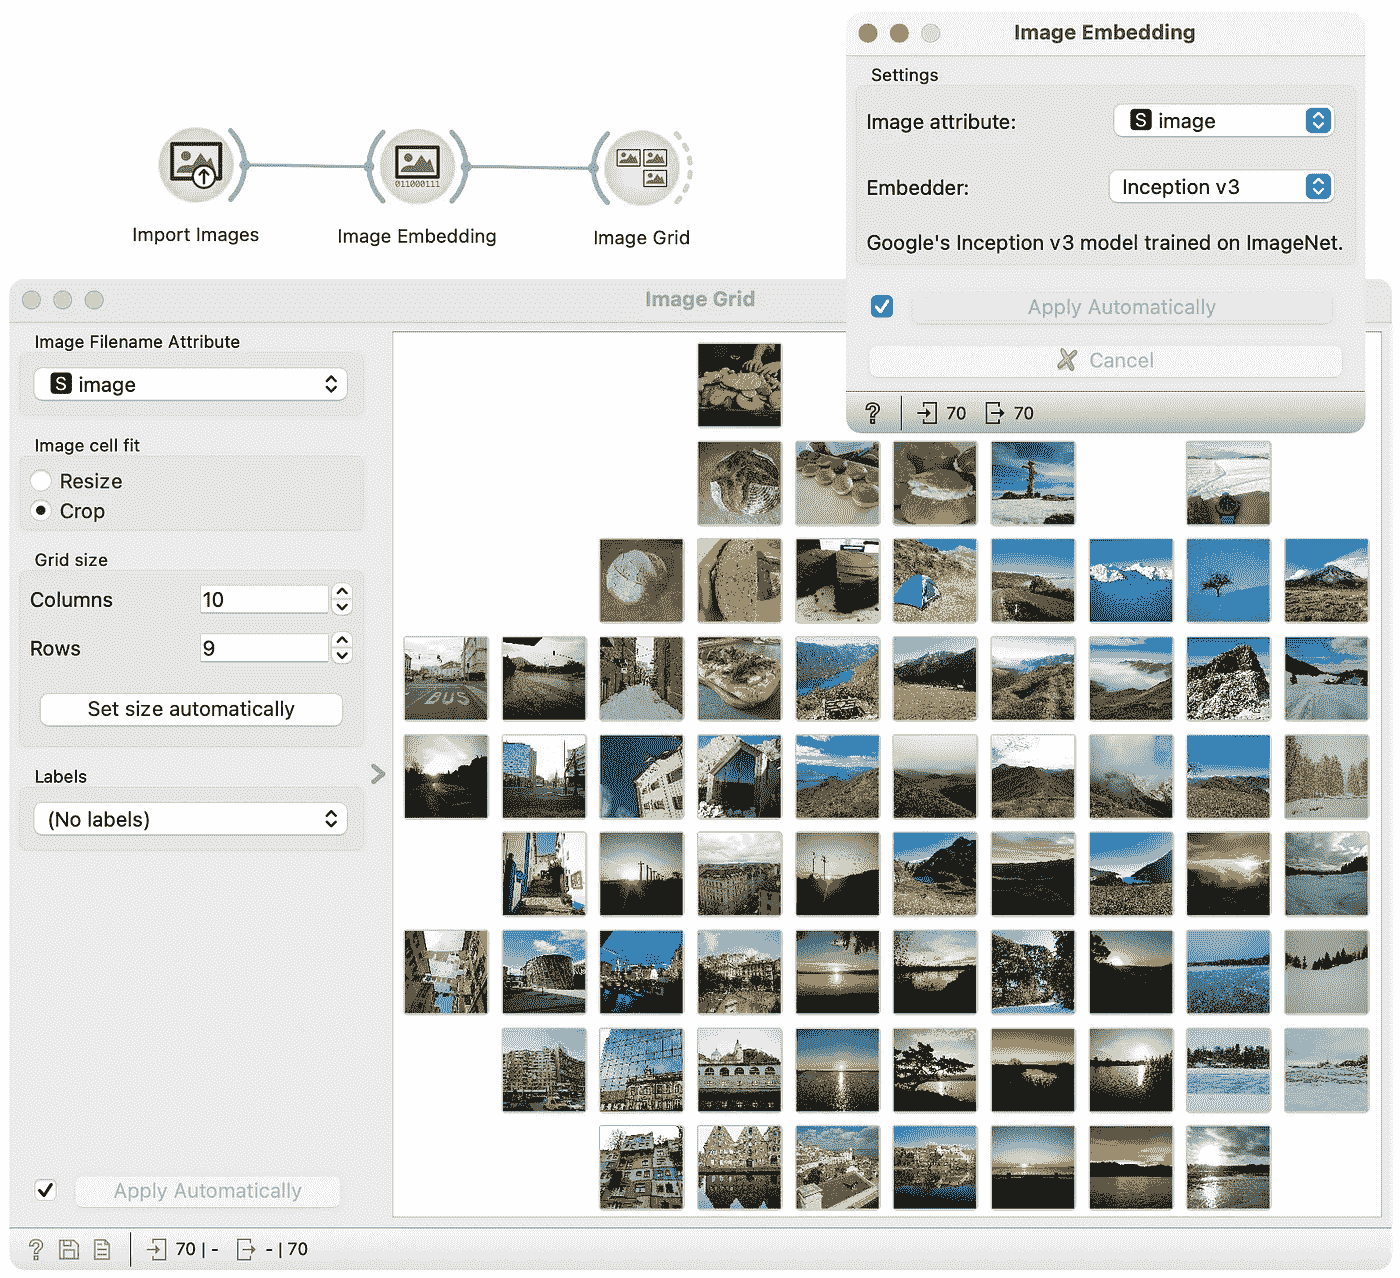 Image Embedding
Settings
Image attribute:
S image
Embedder:
Inception v3
Google's Inception v3 model trained on ImageNet.
Apply Automatically
Cancel
? 70 70
011000111
Import Images
Image Embedding
Image Grid
Image Grid
Image Filename Attribute
S image
Image cell fit
Resize
Crop
Grid size
Columns 10
Rows 9
Set size automatically
Labels
(No labels)
BUS
Apply Automatically
? 70 | - - | 70